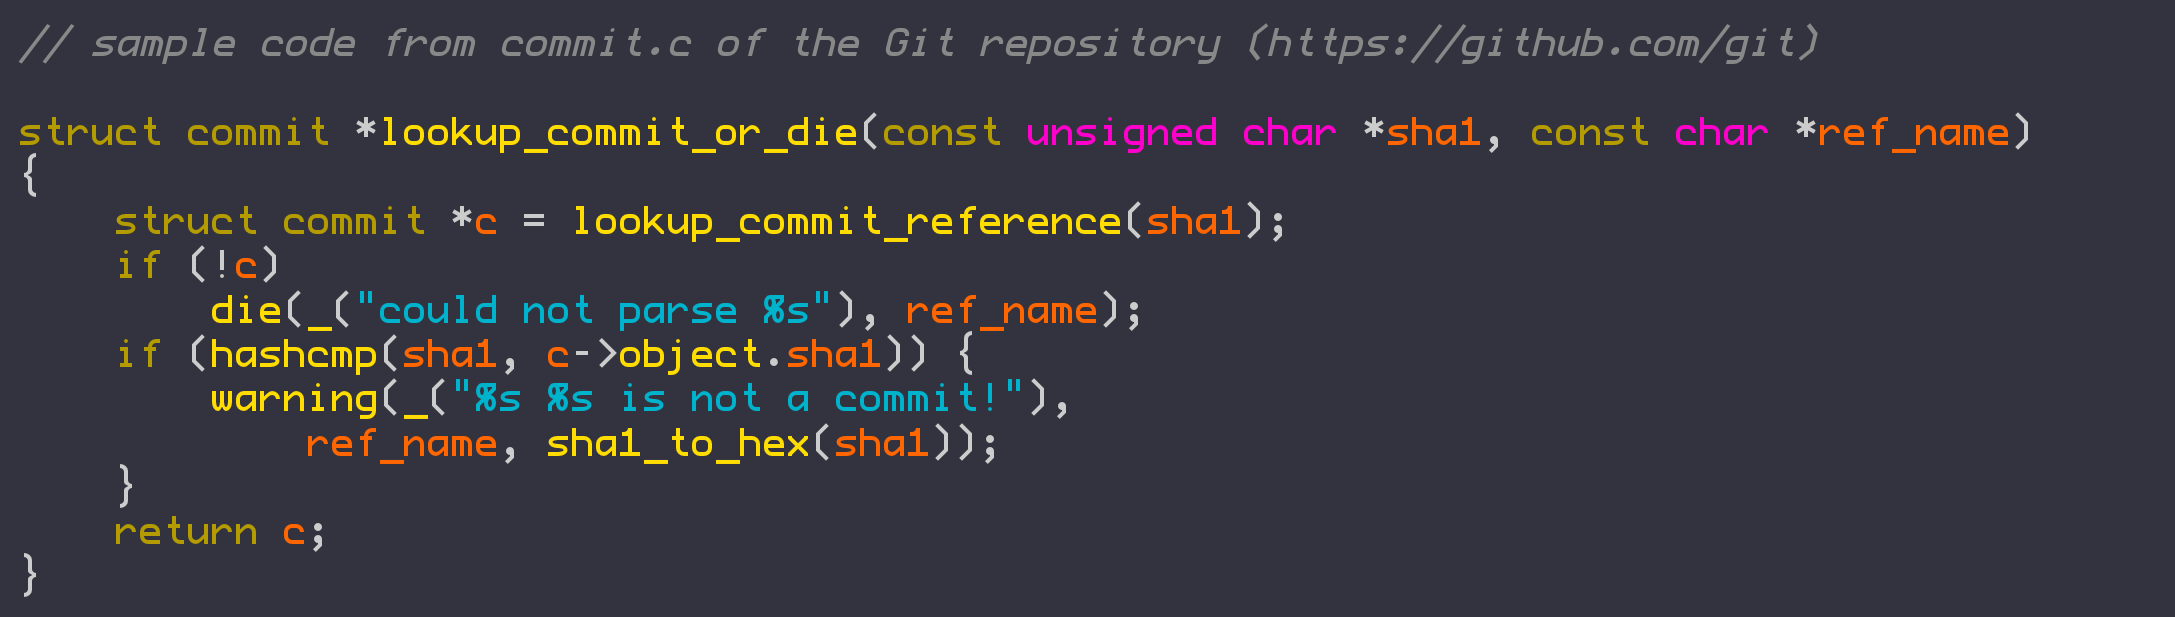 // sample code from commit.c of the Git repository (https://github.com/git)

struct commit *lookup_commit_or_die(const unsigned char *sha1, const char *ref_name)
{
    struct commit *c = lookup_commit_reference(sha1);
    if (!c)
        die(_("could not parse %s"), ref_name);
    if (hashcmp(sha1, c->object.sha1)) {
        warning(_("%s %s is not a commit!"),
            ref_name, sha1_to_hex(sha1));
    }
    return c;
}